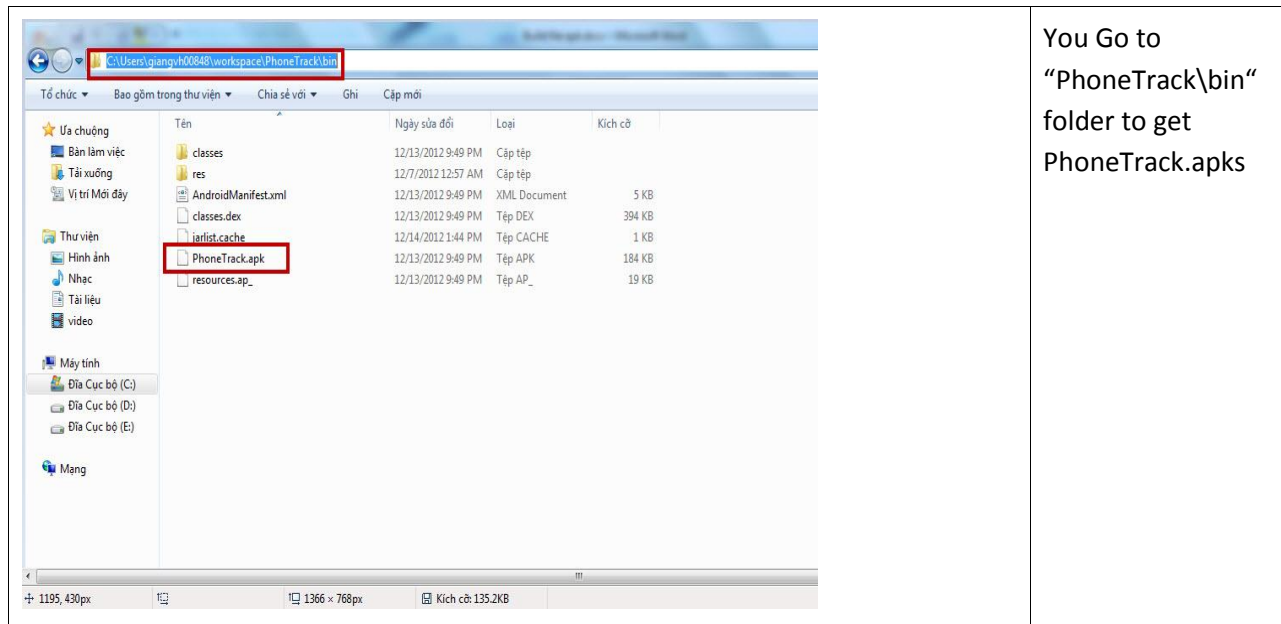 C:\Users\giangvh00848\workspace\PhoneTrack\bin
Tổ chức Bao gồm trong thư viện Chia sẻ với Ghi Cặp mới
Ưa chuộng
Bàn làm việc
Tải xuống
Vị trí Mới đây
Thư viện
Hình ảnh
Nhạc
Tài liệu
video
Máy tính
Đĩa Cục bộ (C:)
Đĩa Cục bộ (D:)
Đĩa Cục bộ (E:)
Mạng
Tên Ngày sửa đổi Loại Kích cỡ
classes 12/13/2012 9:49 PM Cặp tệp
res 12/7/2012 12:57 AM Cặp tệp
AndroidManifest.xml 12/13/2012 9:49 PM XML Document 5 KB
classes.dex 12/13/2012 9:49 PM Tệp DEX 394 KB
jarlist.cache 12/14/2012 1:44 PM Tệp CACHE 1 KB
PhoneTrack.apk 12/13/2012 9:49 PM Tệp APK 184 KB
resources.ap_ 12/13/2012 9:49 PM Tệp AP_ 19 KB
1195, 430px 1366 × 768px Kích cỡ: 135.2KB
You Go to
“PhoneTrack\bin“
folder to get
PhoneTrack.apks